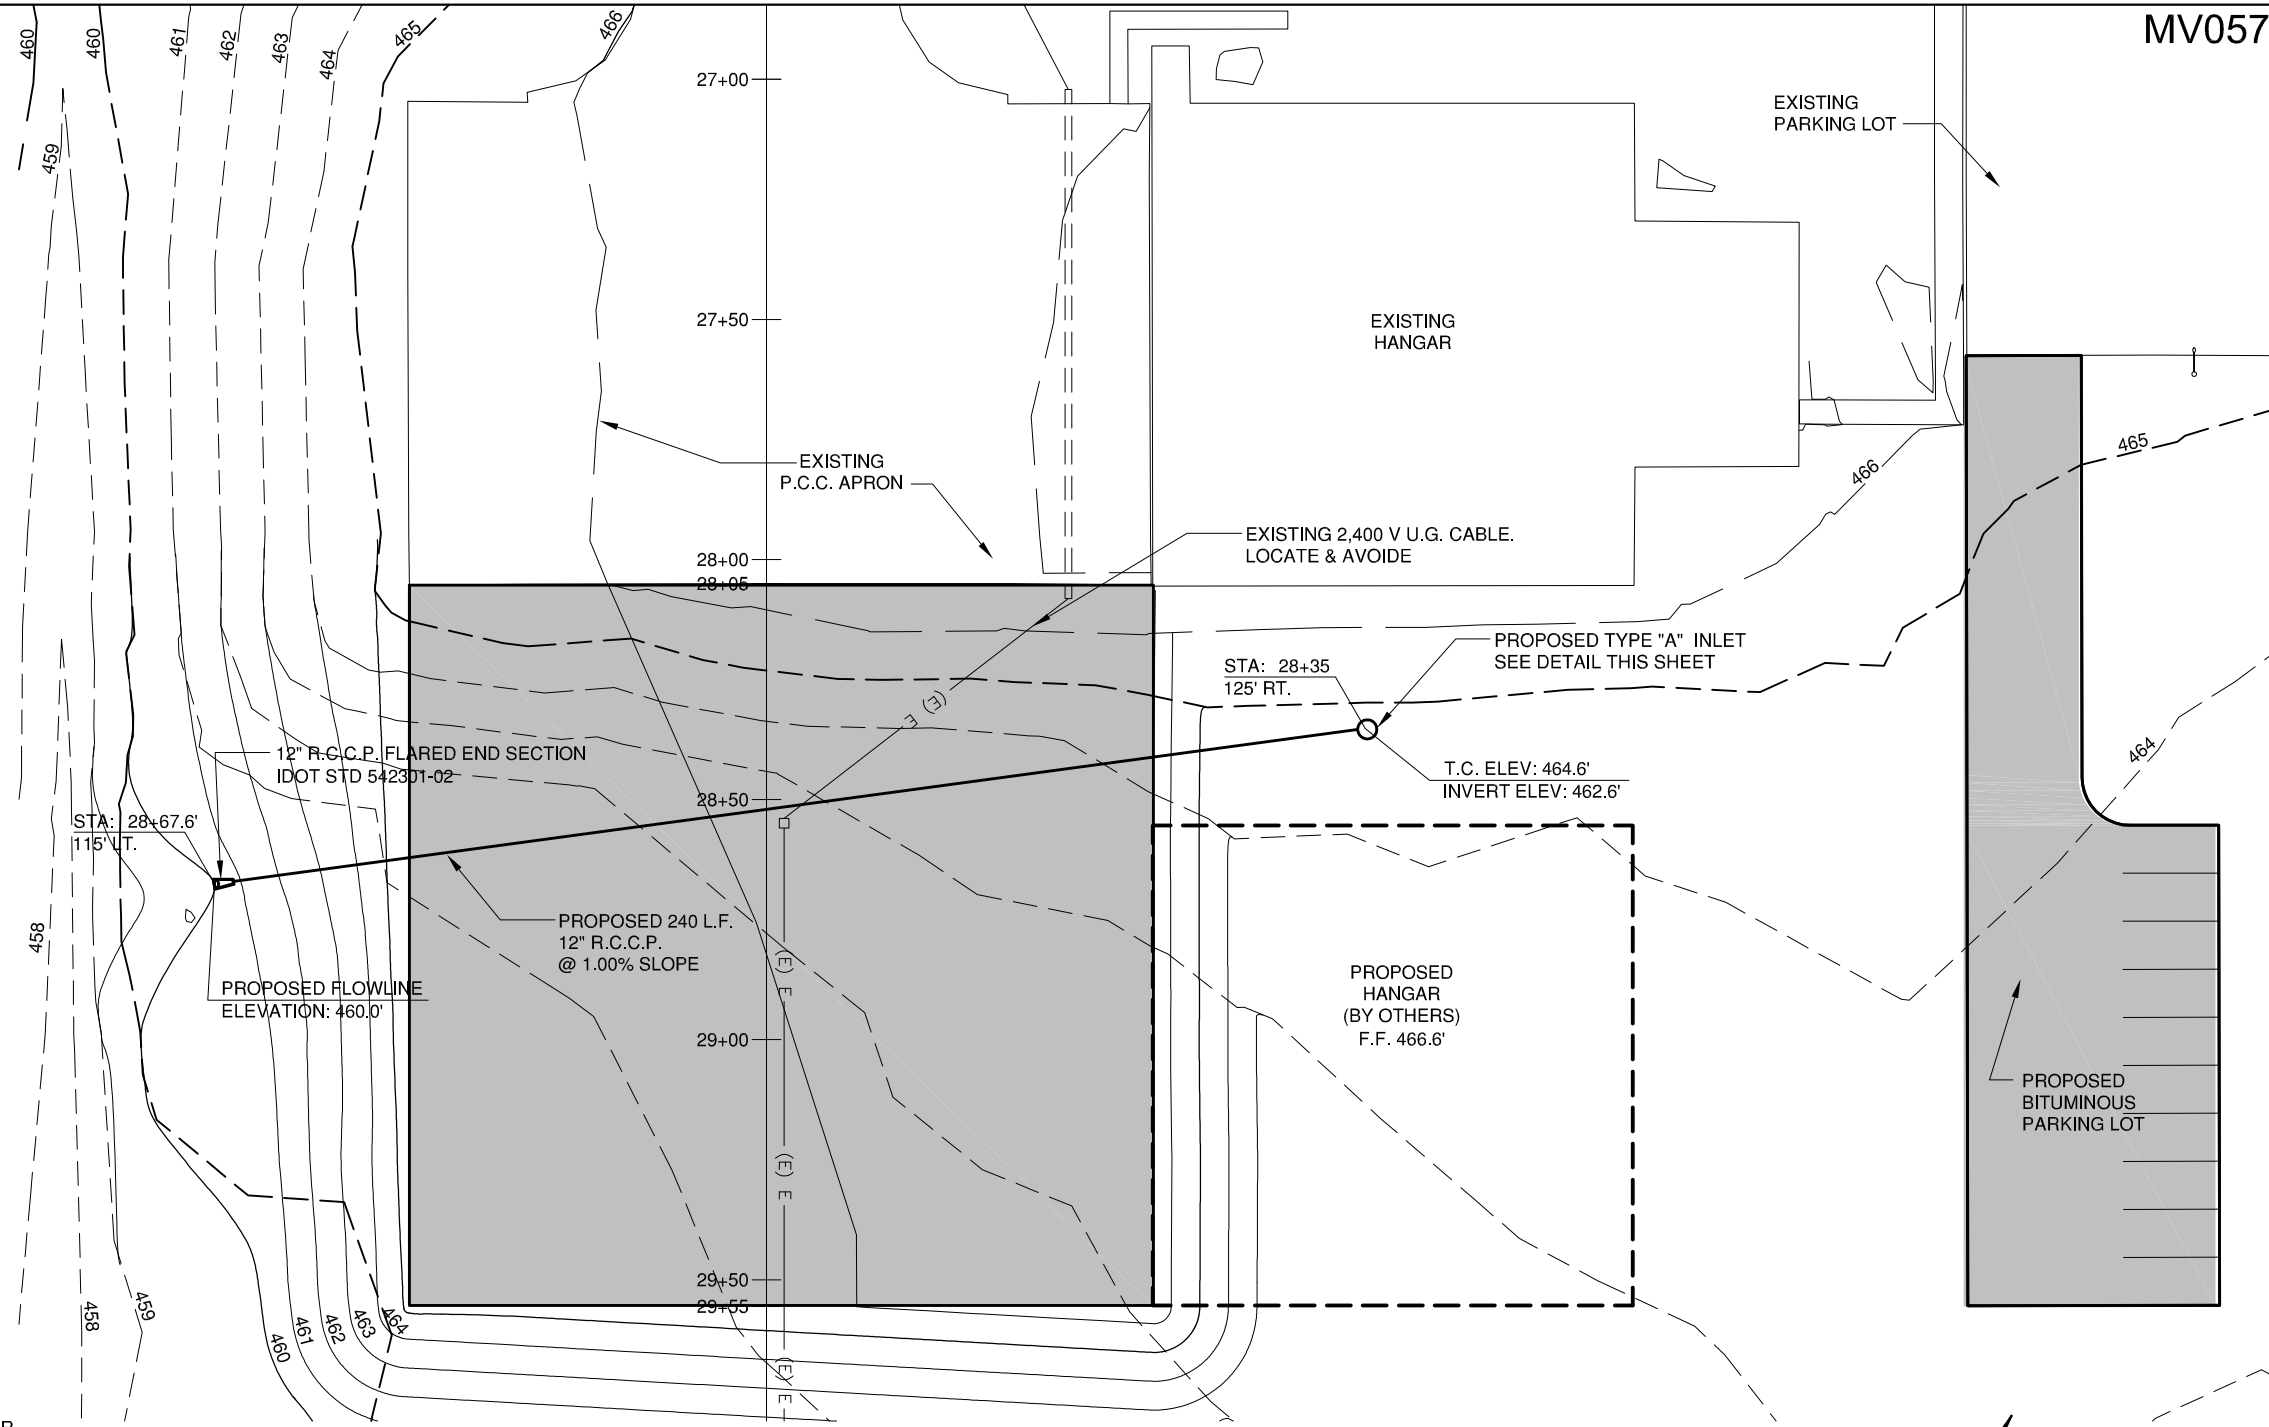 MV057
460
460
461
462
463
464
465
466
459
27+00
EXISTING
PARKING LOT
27+50
EXISTING
HANGAR
EXISTING
P.C.C. APRON
465
466
EXISTING 2,400 V U.G. CABLE.
LOCATE & AVOIDE
28+00
28+05
PROPOSED TYPE "A" INLET
SEE DETAIL THIS SHEET
STA: 28+35
125' RT.
(E) E
12" R.C.C.P. FLARED END SECTION
IDOT STD 542301-02
T.C. ELEV: 464.6'
INVERT ELEV: 462.6'
464
28+50
STA: 28+67.6'
115' LT.
PROPOSED 240 L.F.
12" R.C.C.P.
@ 1.00% SLOPE
458
(E) E
PROPOSED FLOWLINE
ELEVATION: 460.0'
PROPOSED
HANGAR
(BY OTHERS)
F.F. 466.6'
29+00
PROPOSED
BITUMINOUS
PARKING LOT
(E) E
29+50
29+55
458
459
460
461
462
463
464
(E) E